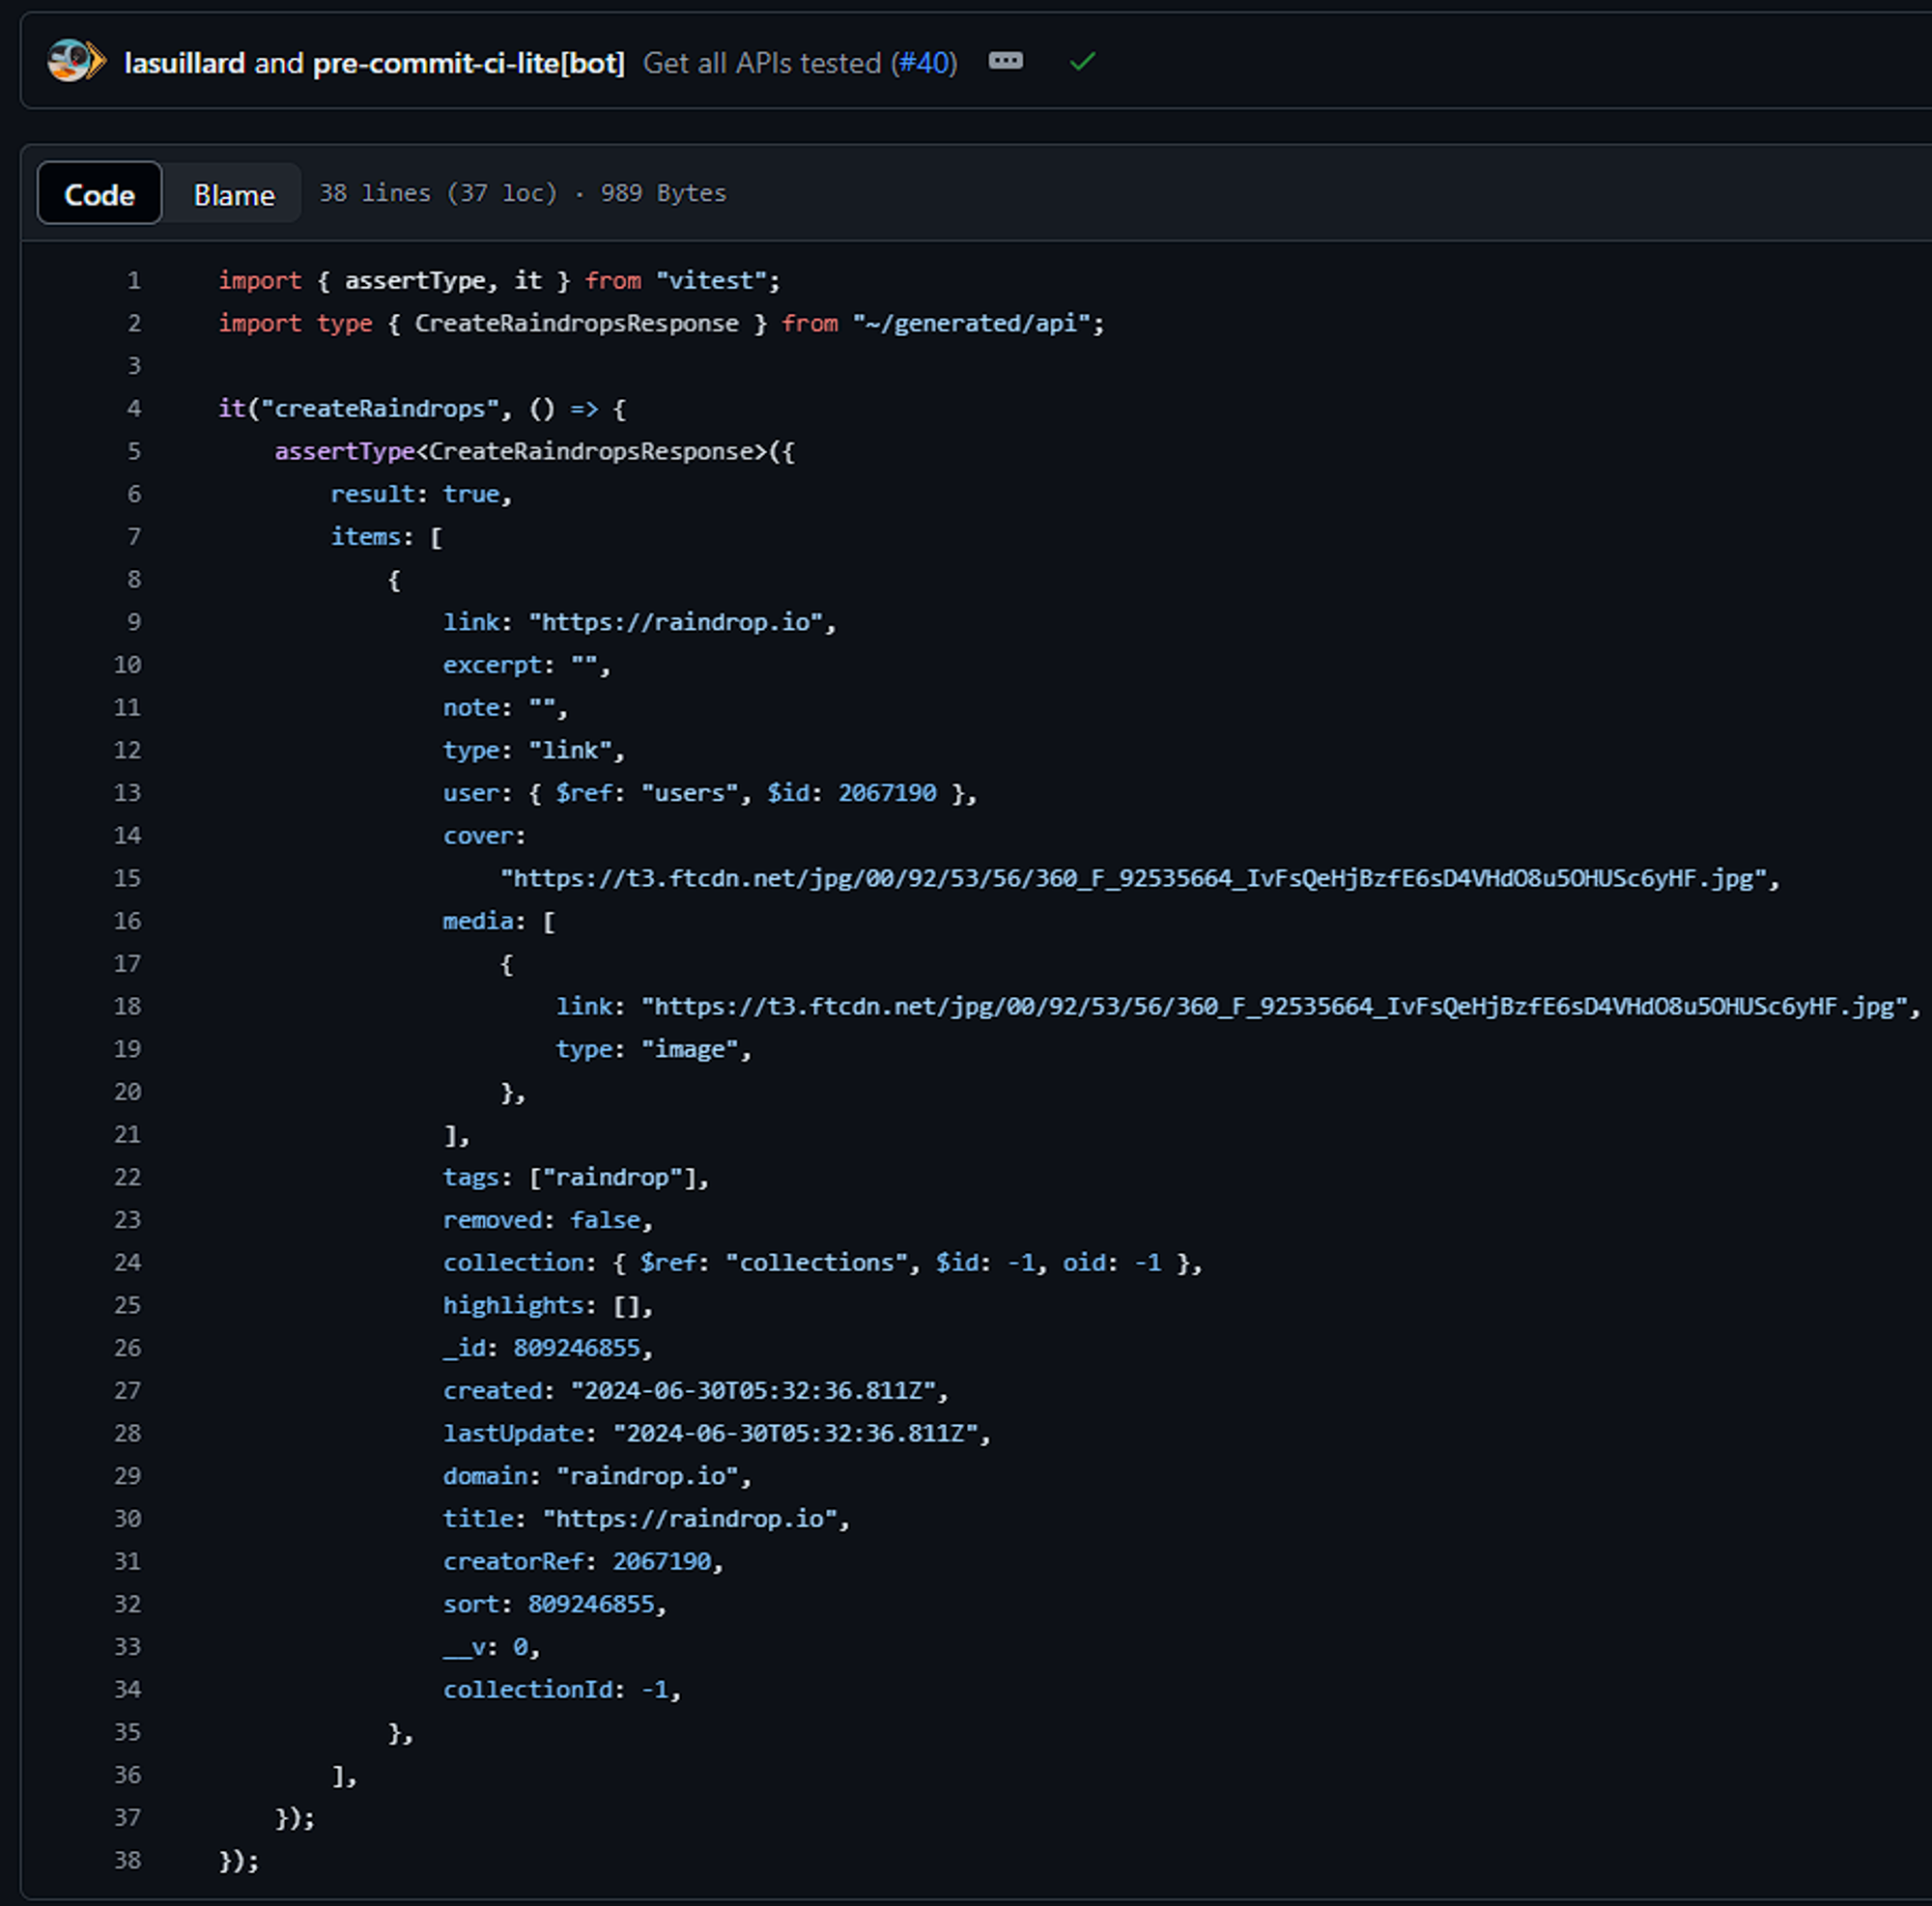 lasuillard and pre-commit-ci-lite[bot] Get all APIs tested (#40)
Code Blame 38 lines (37 loc) · 989 Bytes
1 import { assertType, it } from "vitest";
2 import type { CreateRaindropsResponse } from "~/generated/api";
3
4 it("createRaindrops", () => {
5     assertType<CreateRaindropsResponse>({
6         result: true,
7         items: [
8             {
9                 link: "https://raindrop.io",
10                 excerpt: "",
11                 note: "",
12                 type: "link",
13                 user: { $ref: "users", $id: 2067190 },
14                 cover:
15                     "https://t3.ftcdn.net/jpg/00/92/53/56/360_F_92535664_IvFsQeHjBzfE6sD4VHdO8u5OHUSc6yHF.jpg",
16                 media: [
17                     {
18                         link: "https://t3.ftcdn.net/jpg/00/92/53/56/360_F_92535664_IvFsQeHjBzfE6sD4VHdO8u5OHUSc6yHF.jpg",
19                         type: "image",
20                     },
21                 ],
22                 tags: ["raindrop"],
23                 removed: false,
24                 collection: { $ref: "collections", $id: -1, oid: -1 },
25                 highlights: [],
26                 _id: 809246855,
27                 created: "2024-06-30T05:32:36.811Z",
28                 lastUpdate: "2024-06-30T05:32:36.811Z",
29                 domain: "raindrop.io",
30                 title: "https://raindrop.io",
31                 creatorRef: 2067190,
32                 sort: 809246855,
33                 __v: 0,
34                 collectionId: -1,
35             },
36         ],
37     });
38 });